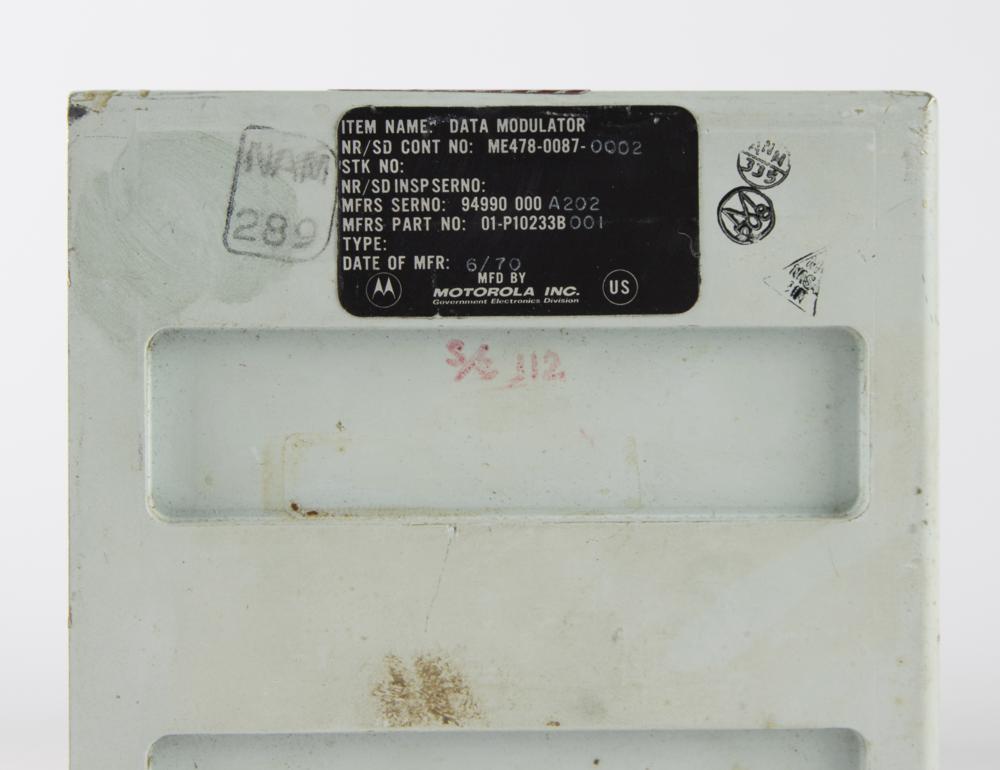 ITEM NAME: DATA MODULATOR
NR/SD CONT NO: ME478-0087-0002
STK NO:
NR/SD INSP SERNO:
MFRS SERNO: 94990 000 A202
MFRS PART NO: 01-P10233B001
TYPE:
DATE OF MFR: 6/70
MFD BY
MOTOROLA INC.
Government Electronics Division
US
NAM
289
335
S/C 112